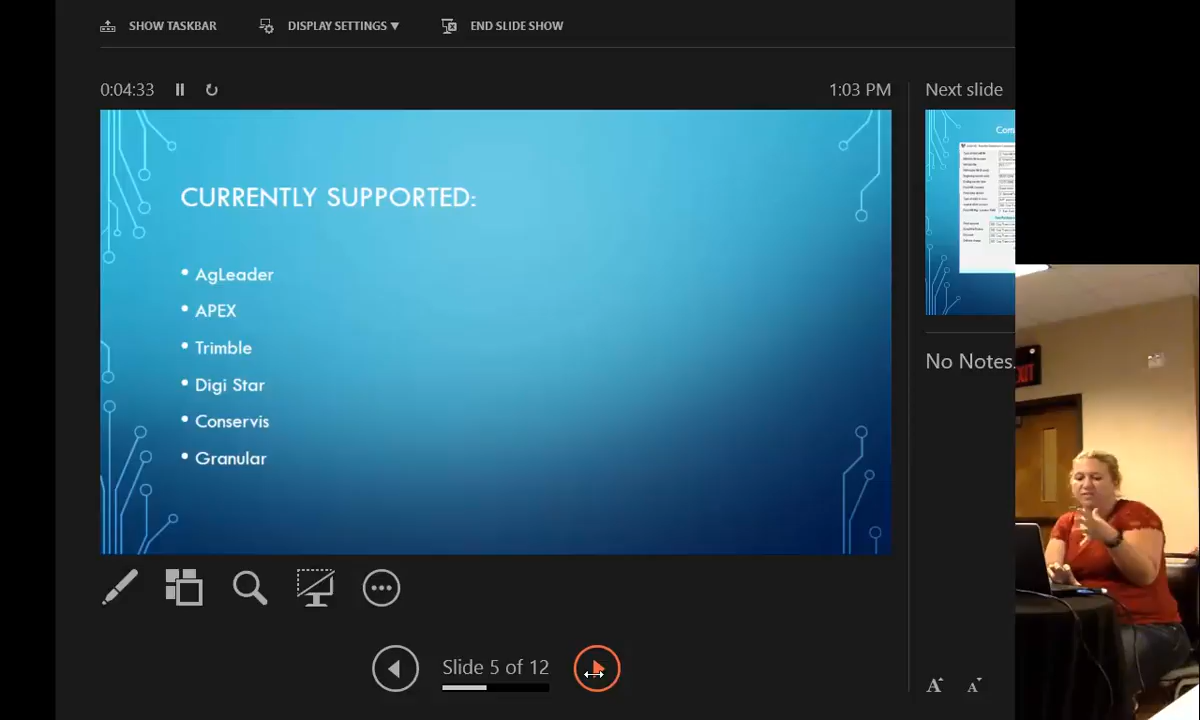 SHOW TASKBAR
DISPLAY SETTINGS ▼
END SLIDE SHOW
0:04:33
1:03 PM
Next slide
CURRENTLY SUPPORTED:
• AgLeader
• APEX
• Trimble
• Digi Star
• Conservis
• Granular
Com
No Notes.
Slide 5 of 12
A
A